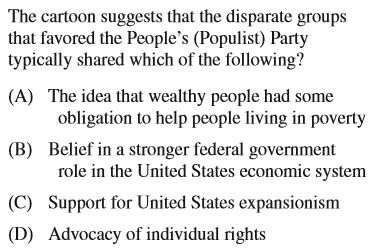 The cartoon suggests that the disparate groups
that favored the People’s (Populist) Party
typically shared which of the following?
(A) The idea that wealthy people had some
obligation to help people living in poverty
(B) Belief in a stronger federal government
role in the United States economic system
(C) Support for United States expansionism
(D) Advocacy of individual rights